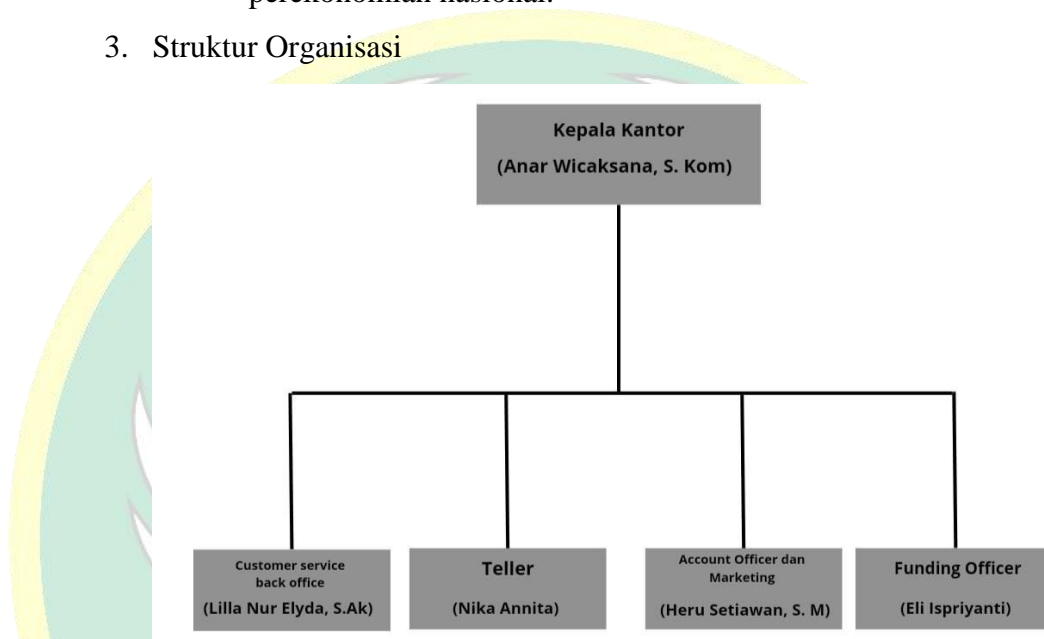 perekonomian nasional.
3. Struktur Organisasi
Kepala Kantor
(Anar Wicaksana, S. Kom)
Customer service
back office
(Lilla Nur Elyda, S.Ak)
Teller
(Nika Annita)
Account Officer dan
Marketing
(Heru Setiawan, S. M)
Funding Officer
(Eli Ispriyanti)